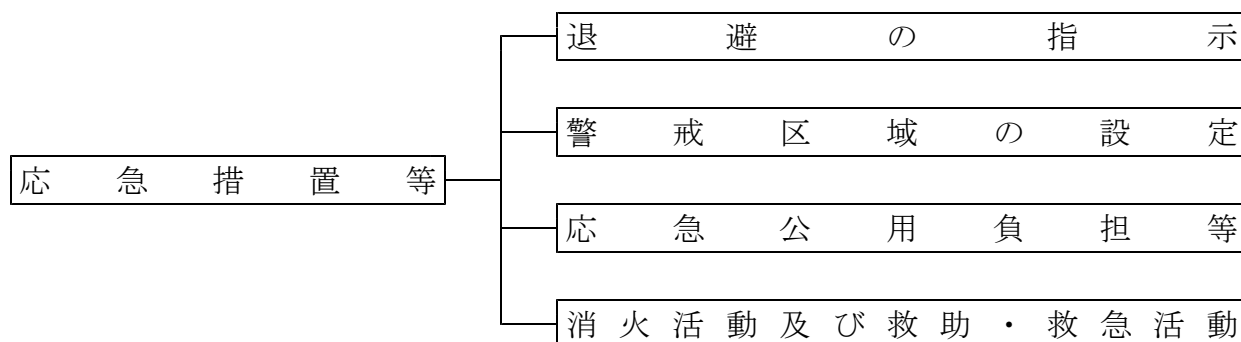 応急措置等
退避の指示
警戒区域の設定
応急公用負担等
消火活動及び救助・救急活動